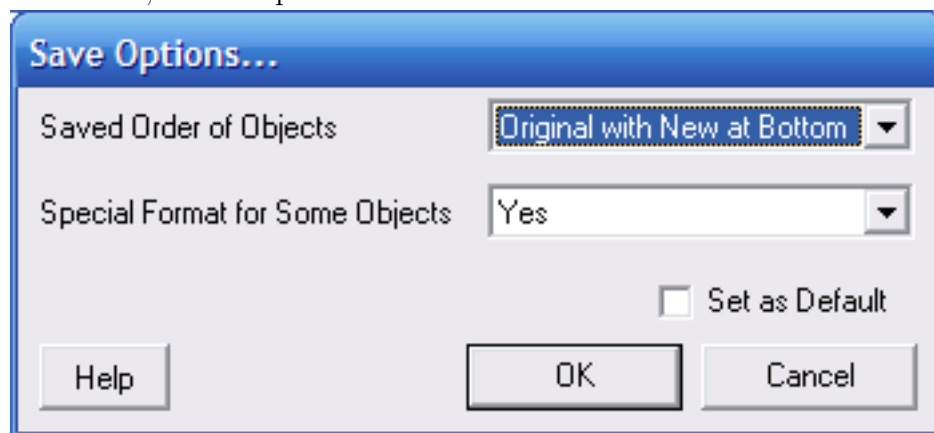 Save Options...
Saved Order of Objects Original with New at Bottom
Special Format for Some Objects Yes
Set as Default
Help OK Cancel